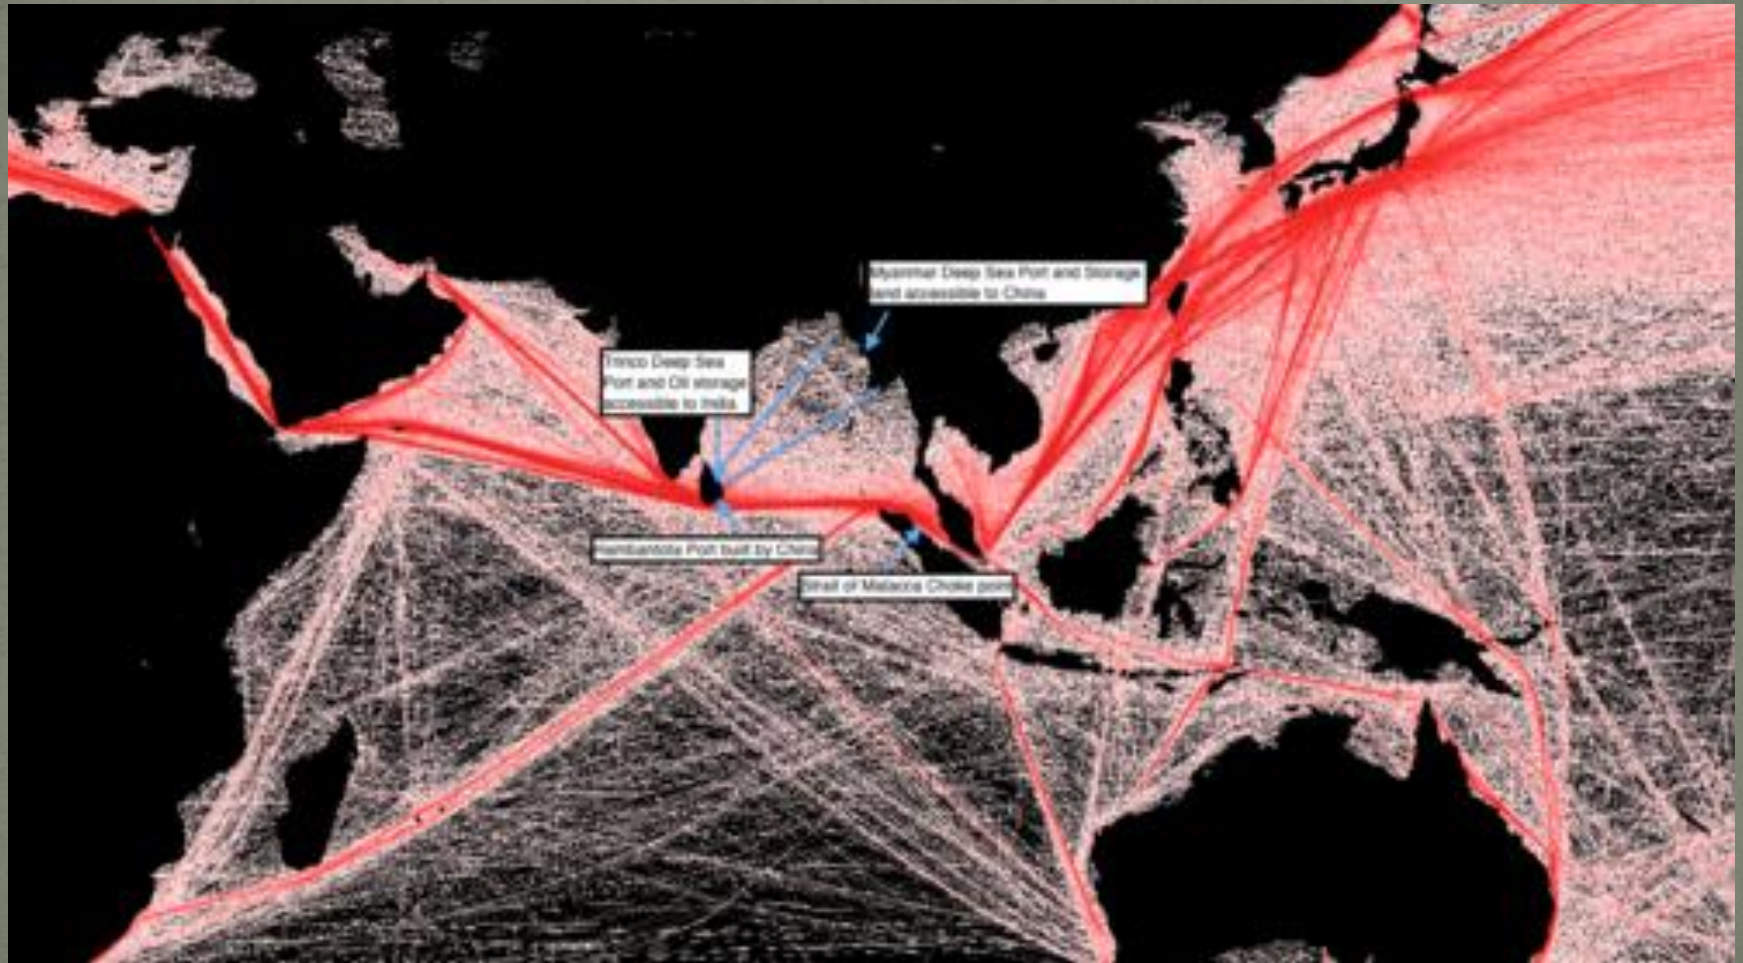 Myanmar Deep Sea Port and Storage
and accessible to China
Trinco Deep Sea
Port and Oil storage
accessible to India
Hambantota Port built by China
Strait of Malacca Choke point